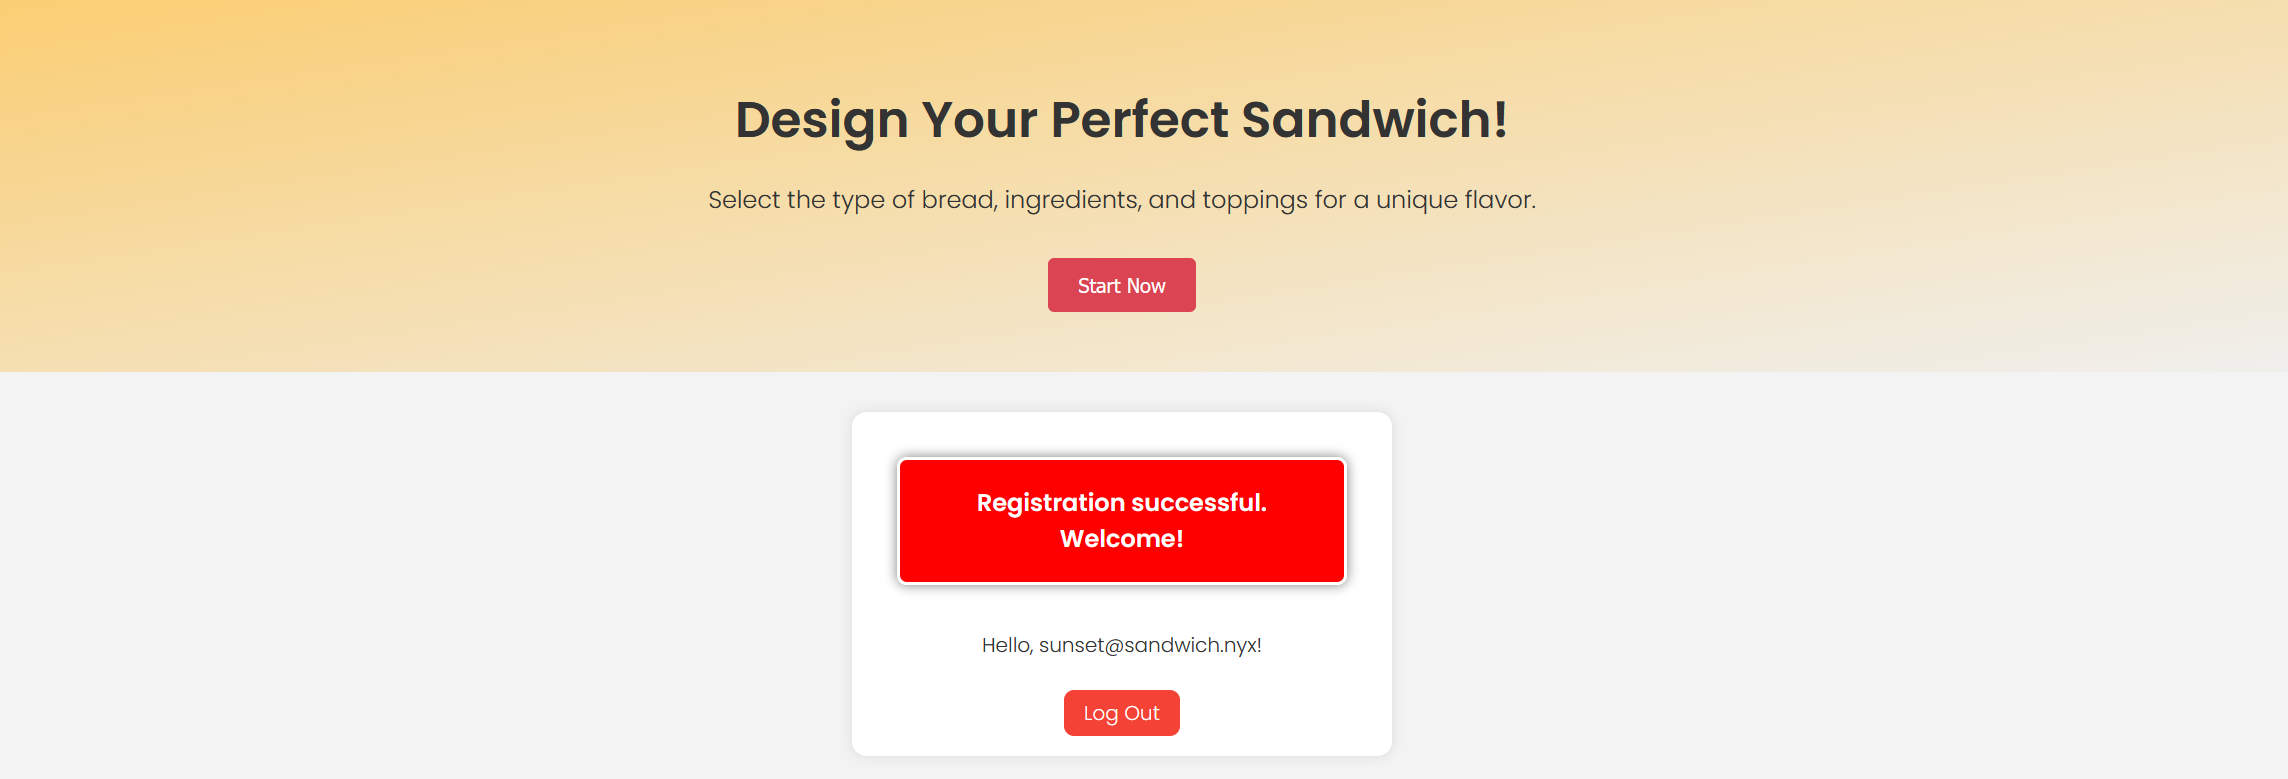 Design Your Perfect Sandwich!
Select the type of bread, ingredients, and toppings for a unique flavor.
Start Now
Registration successful.
Welcome!
Hello, sunset@sandwich.nyx!
Log Out